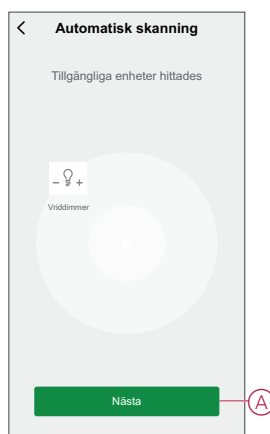 Automatisk skanning
Tillgängliga enheter hittades
Vriddimmer
Nästa
A